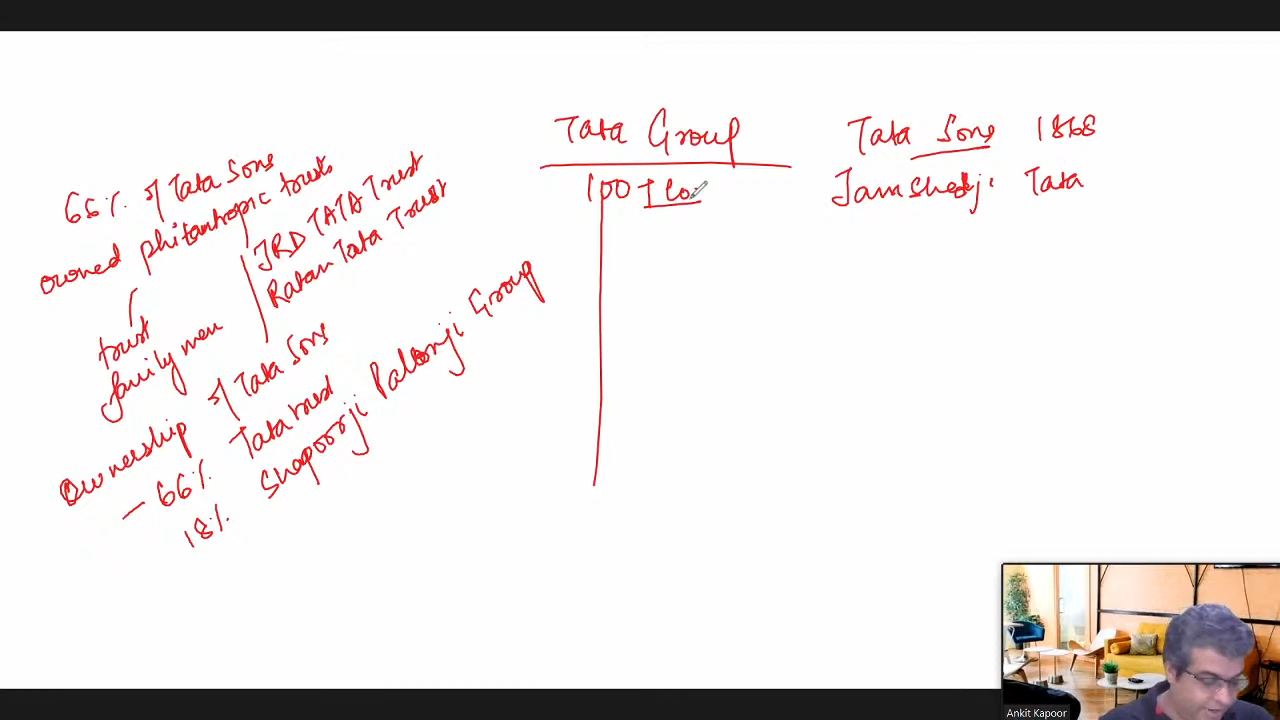 Tata Group
100+ Co
Tata Sons 1868
Jamshedji Tata
66% of Tata Sons
owned philantropic trusts
JRD TATA Trust
Ratan Tata Trust
trust
family men
Ownership of Tata Sons
- 66% Tata trust
18% Shapoorji Pallonji Group
Ankit Kapoor